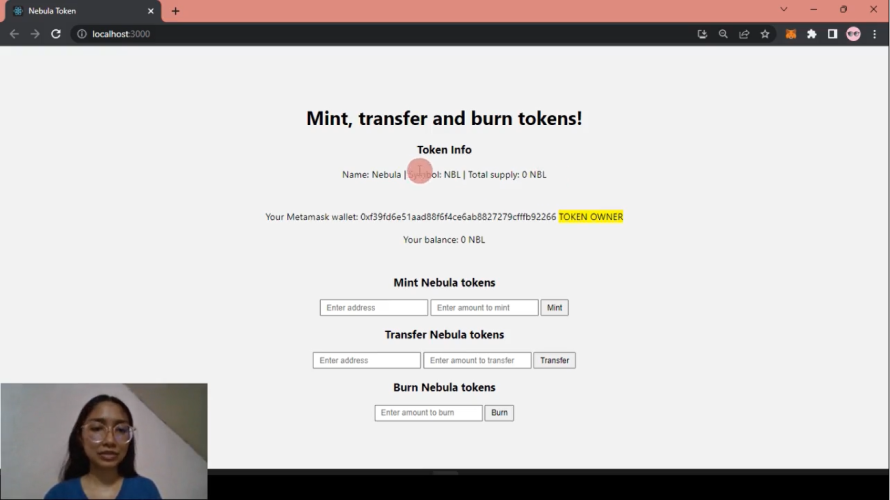 Nebula Token
localhost:3000
Mint, transfer and burn tokens!
Token Info
Name: Nebula | Symbol: NBL | Total supply: 0 NBL
Your Metamask wallet: 0xf39fd6e51aad88f6f4ce6ab8827279cfffb92266 TOKEN OWNER
Your balance: 0 NBL
Mint Nebula tokens
Enter address Enter amount to mint Mint
Transfer Nebula tokens
Enter address Enter amount to transfer Transfer
Burn Nebula tokens
Enter amount to burn Burn